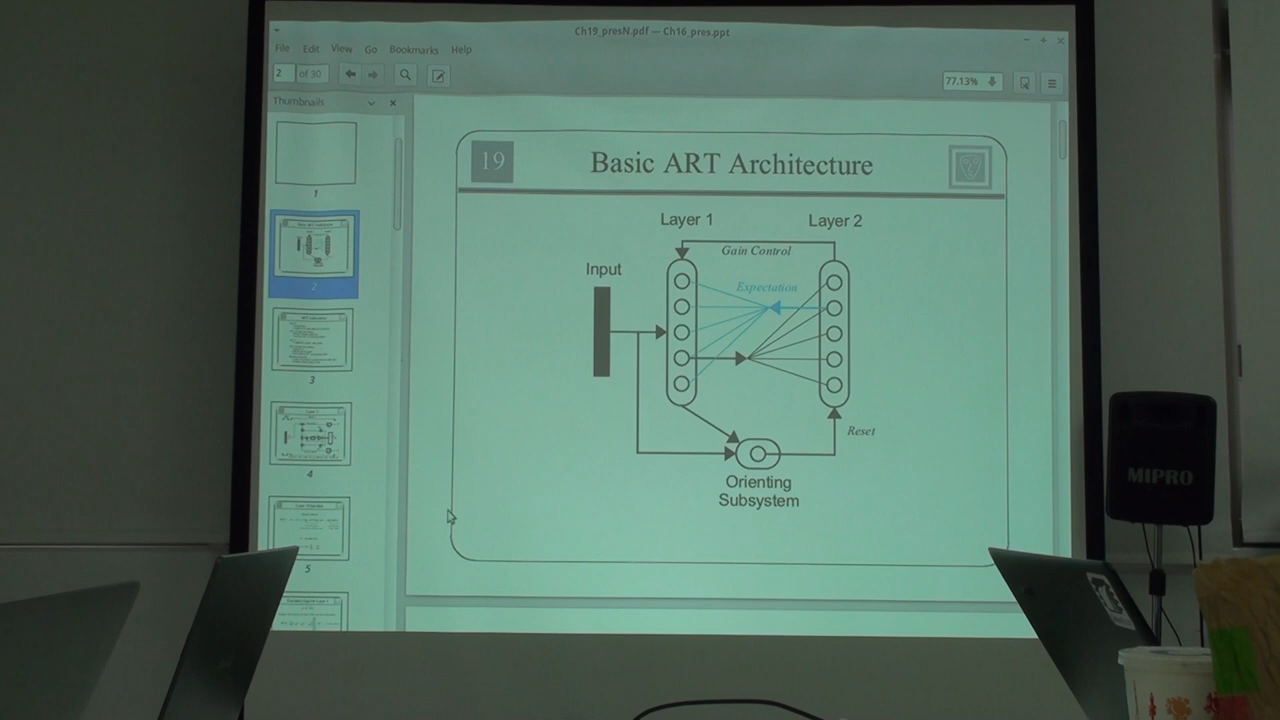 Ch19_presN.pdf — Ch16_pres.ppt
File Edit View Go Bookmarks Help
2 of 30
77.13%
Thumbnails
1
2
3
4
5
19
Basic ART Architecture
Layer 1 Layer 2
Gain Control
Input
Expectation
Reset
Orienting
Subsystem
MIPRO